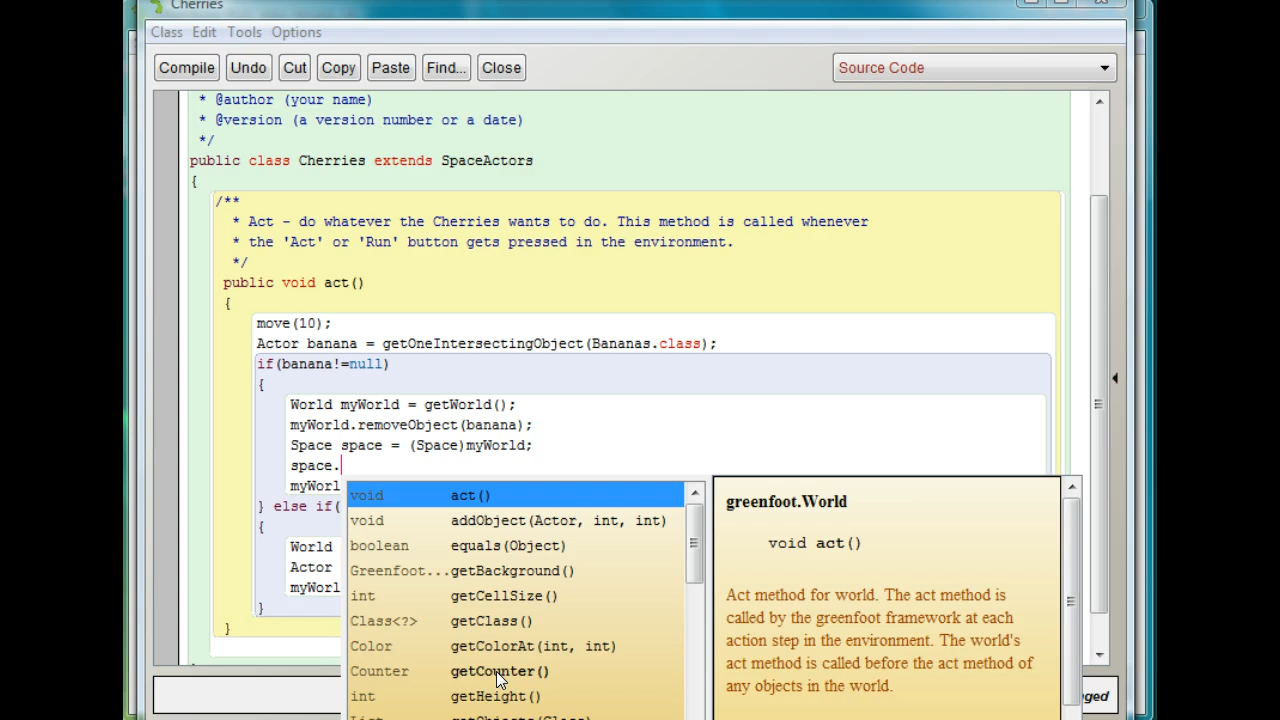 Cherries
Class Edit Tools Options
Compile Undo Cut Copy Paste Find... Close Source Code
* @author (your name)
* @version (a version number or a date)
*/
public class Cherries extends SpaceActors
{
/**
* Act - do whatever the Cherries wants to do. This method is called whenever
* the 'Act' or 'Run' button gets pressed in the environment.
*/
public void act()
{
move(10);
Actor banana = getOneIntersectingObject(Bananas.class);
if(banana!=null)
{
World myWorld = getWorld();
myWorld.removeObject(banana);
Space space = (Space)myWorld;
space.
myWorl
} else if(
{
World
Actor
myWorl
}
}
void act()
void addObject(Actor, int, int)
boolean equals(Object)
Greenfoot...getBackground()
int getCellSize()
Class<?> getClass()
Color getColorAt(int, int)
Counter getCounter()
int getHeight()
List getObjects(Class)
greenfoot.World
void act()
Act method for world. The act method is
called by the greenfoot framework at each
action step in the environment. The world's
act method is called before the act method of
any objects in the world.
nged